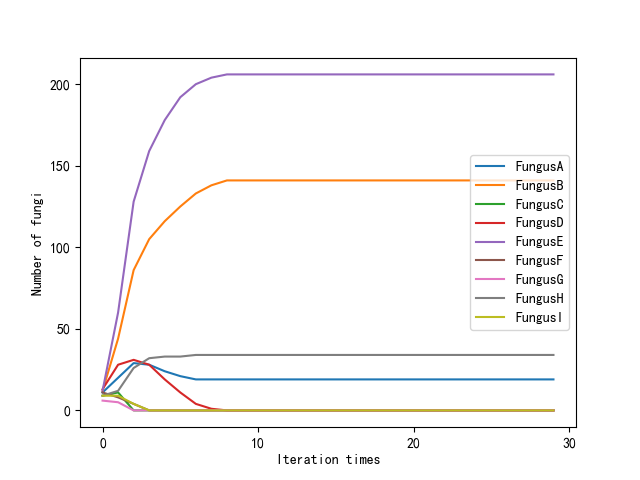 200
150
100
50
0
Number of fungi
FungusA
FungusB
FungusC
FungusD
FungusE
FungusF
FungusG
FungusH
FungusI
0 10 20 30
Iteration times